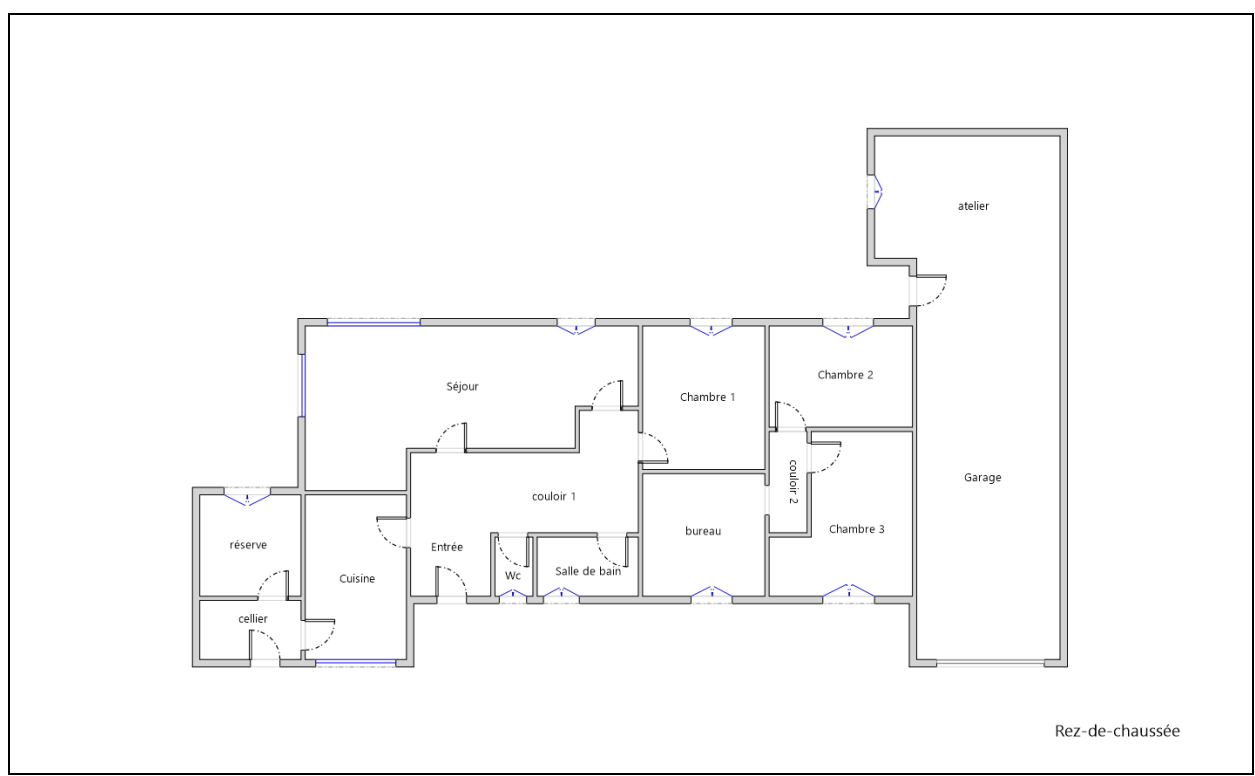 atelier
Séjour
Chambre 1
Chambre 2
couloir 2
Garage
couloir 1
bureau
Chambre 3
réserve
Entrée
Cuisine
Wc
Salle de bain
cellier
Rez-de-chaussée